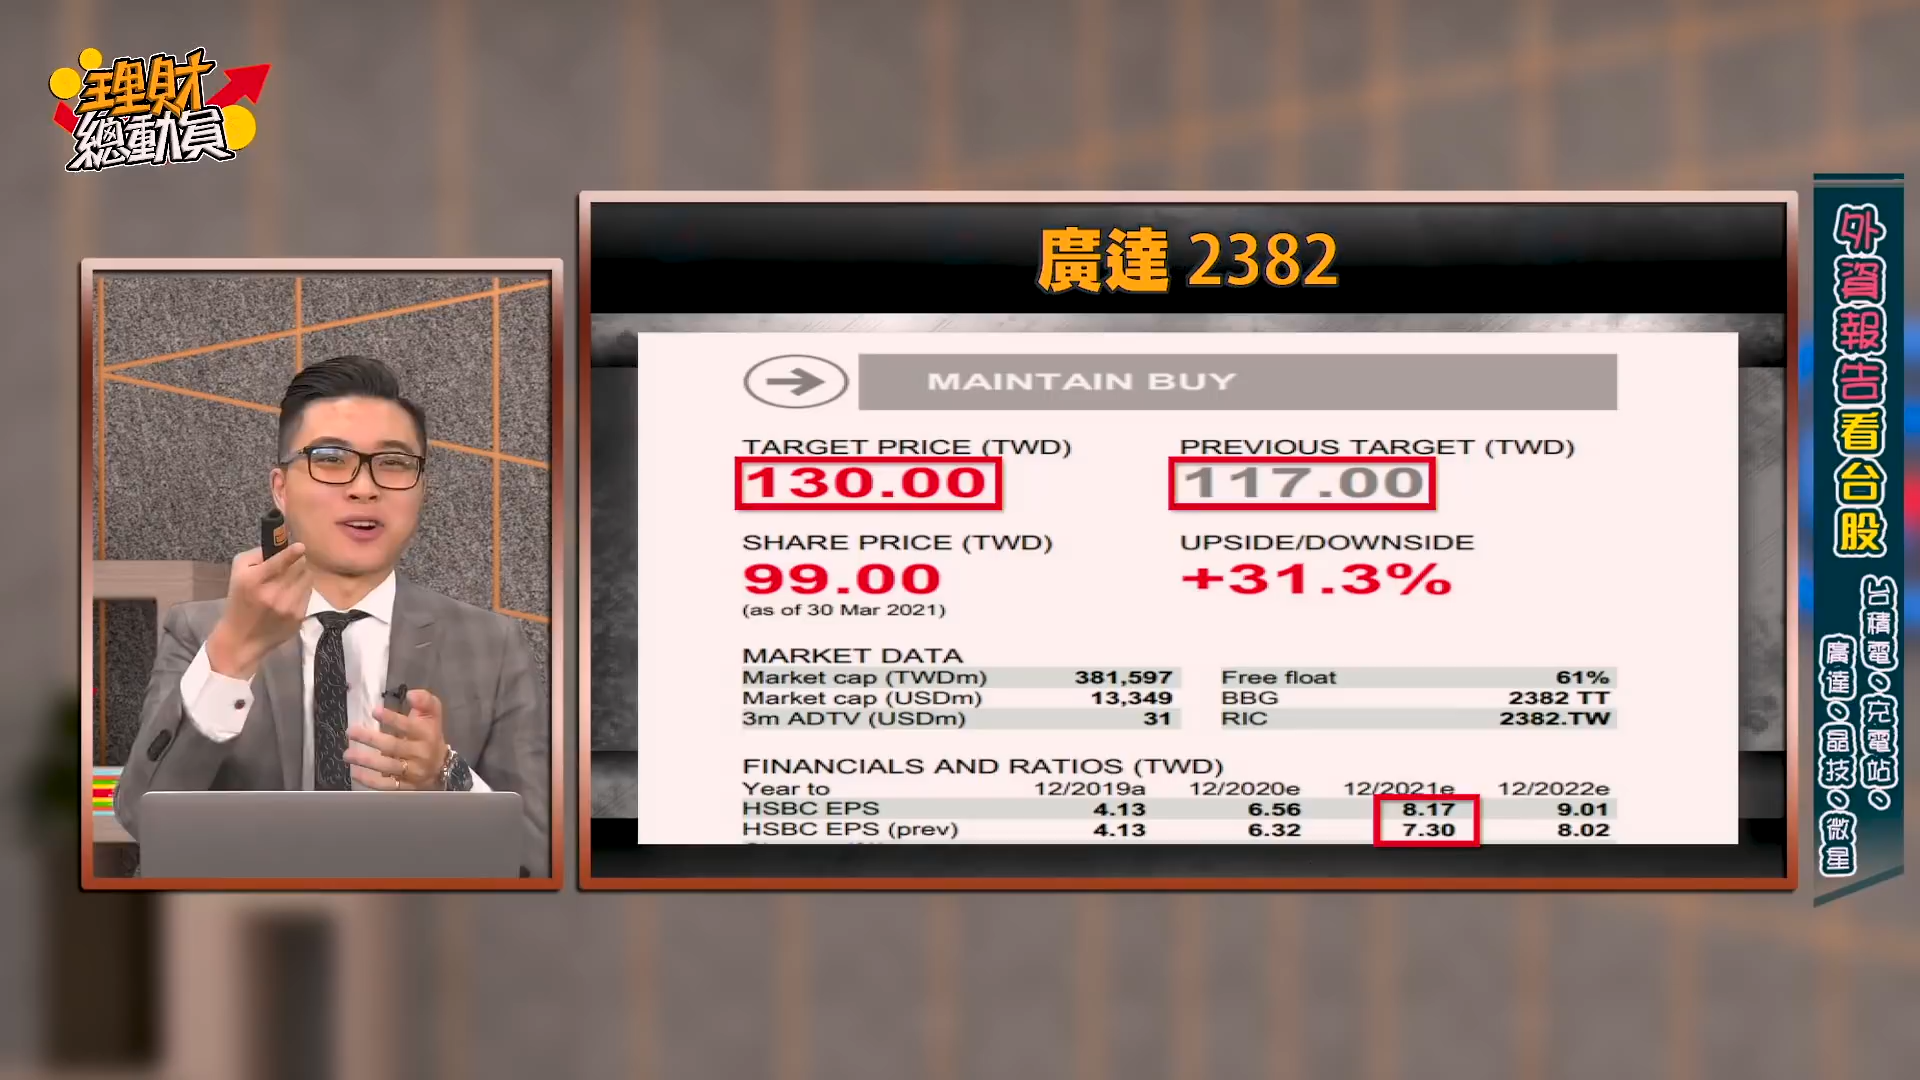 理財
總動員
廣達 2382
MAINTAIN BUY
TARGET PRICE (TWD) PREVIOUS TARGET (TWD)
130.00 117.00
SHARE PRICE (TWD) UPSIDE/DOWNSIDE
99.00 +31.3%
(as of 30 Mar 2021)
MARKET DATA
Market cap (TWDm) 381,597 Free float 61%
Market cap (USDm) 13,349 BBG 2382 TT
3m ADTV (USDm) 31 RIC 2382.TW
FINANCIALS AND RATIOS (TWD)
Year to 12/2019a 12/2020e 12/2021e 12/2022e
HSBC EPS 4.13 6.56 8.17 9.01
HSBC EPS (prev) 4.13 6.32 7.30 8.02
外資報告看台股
台積電。充電站。
廣達。晶技。微星